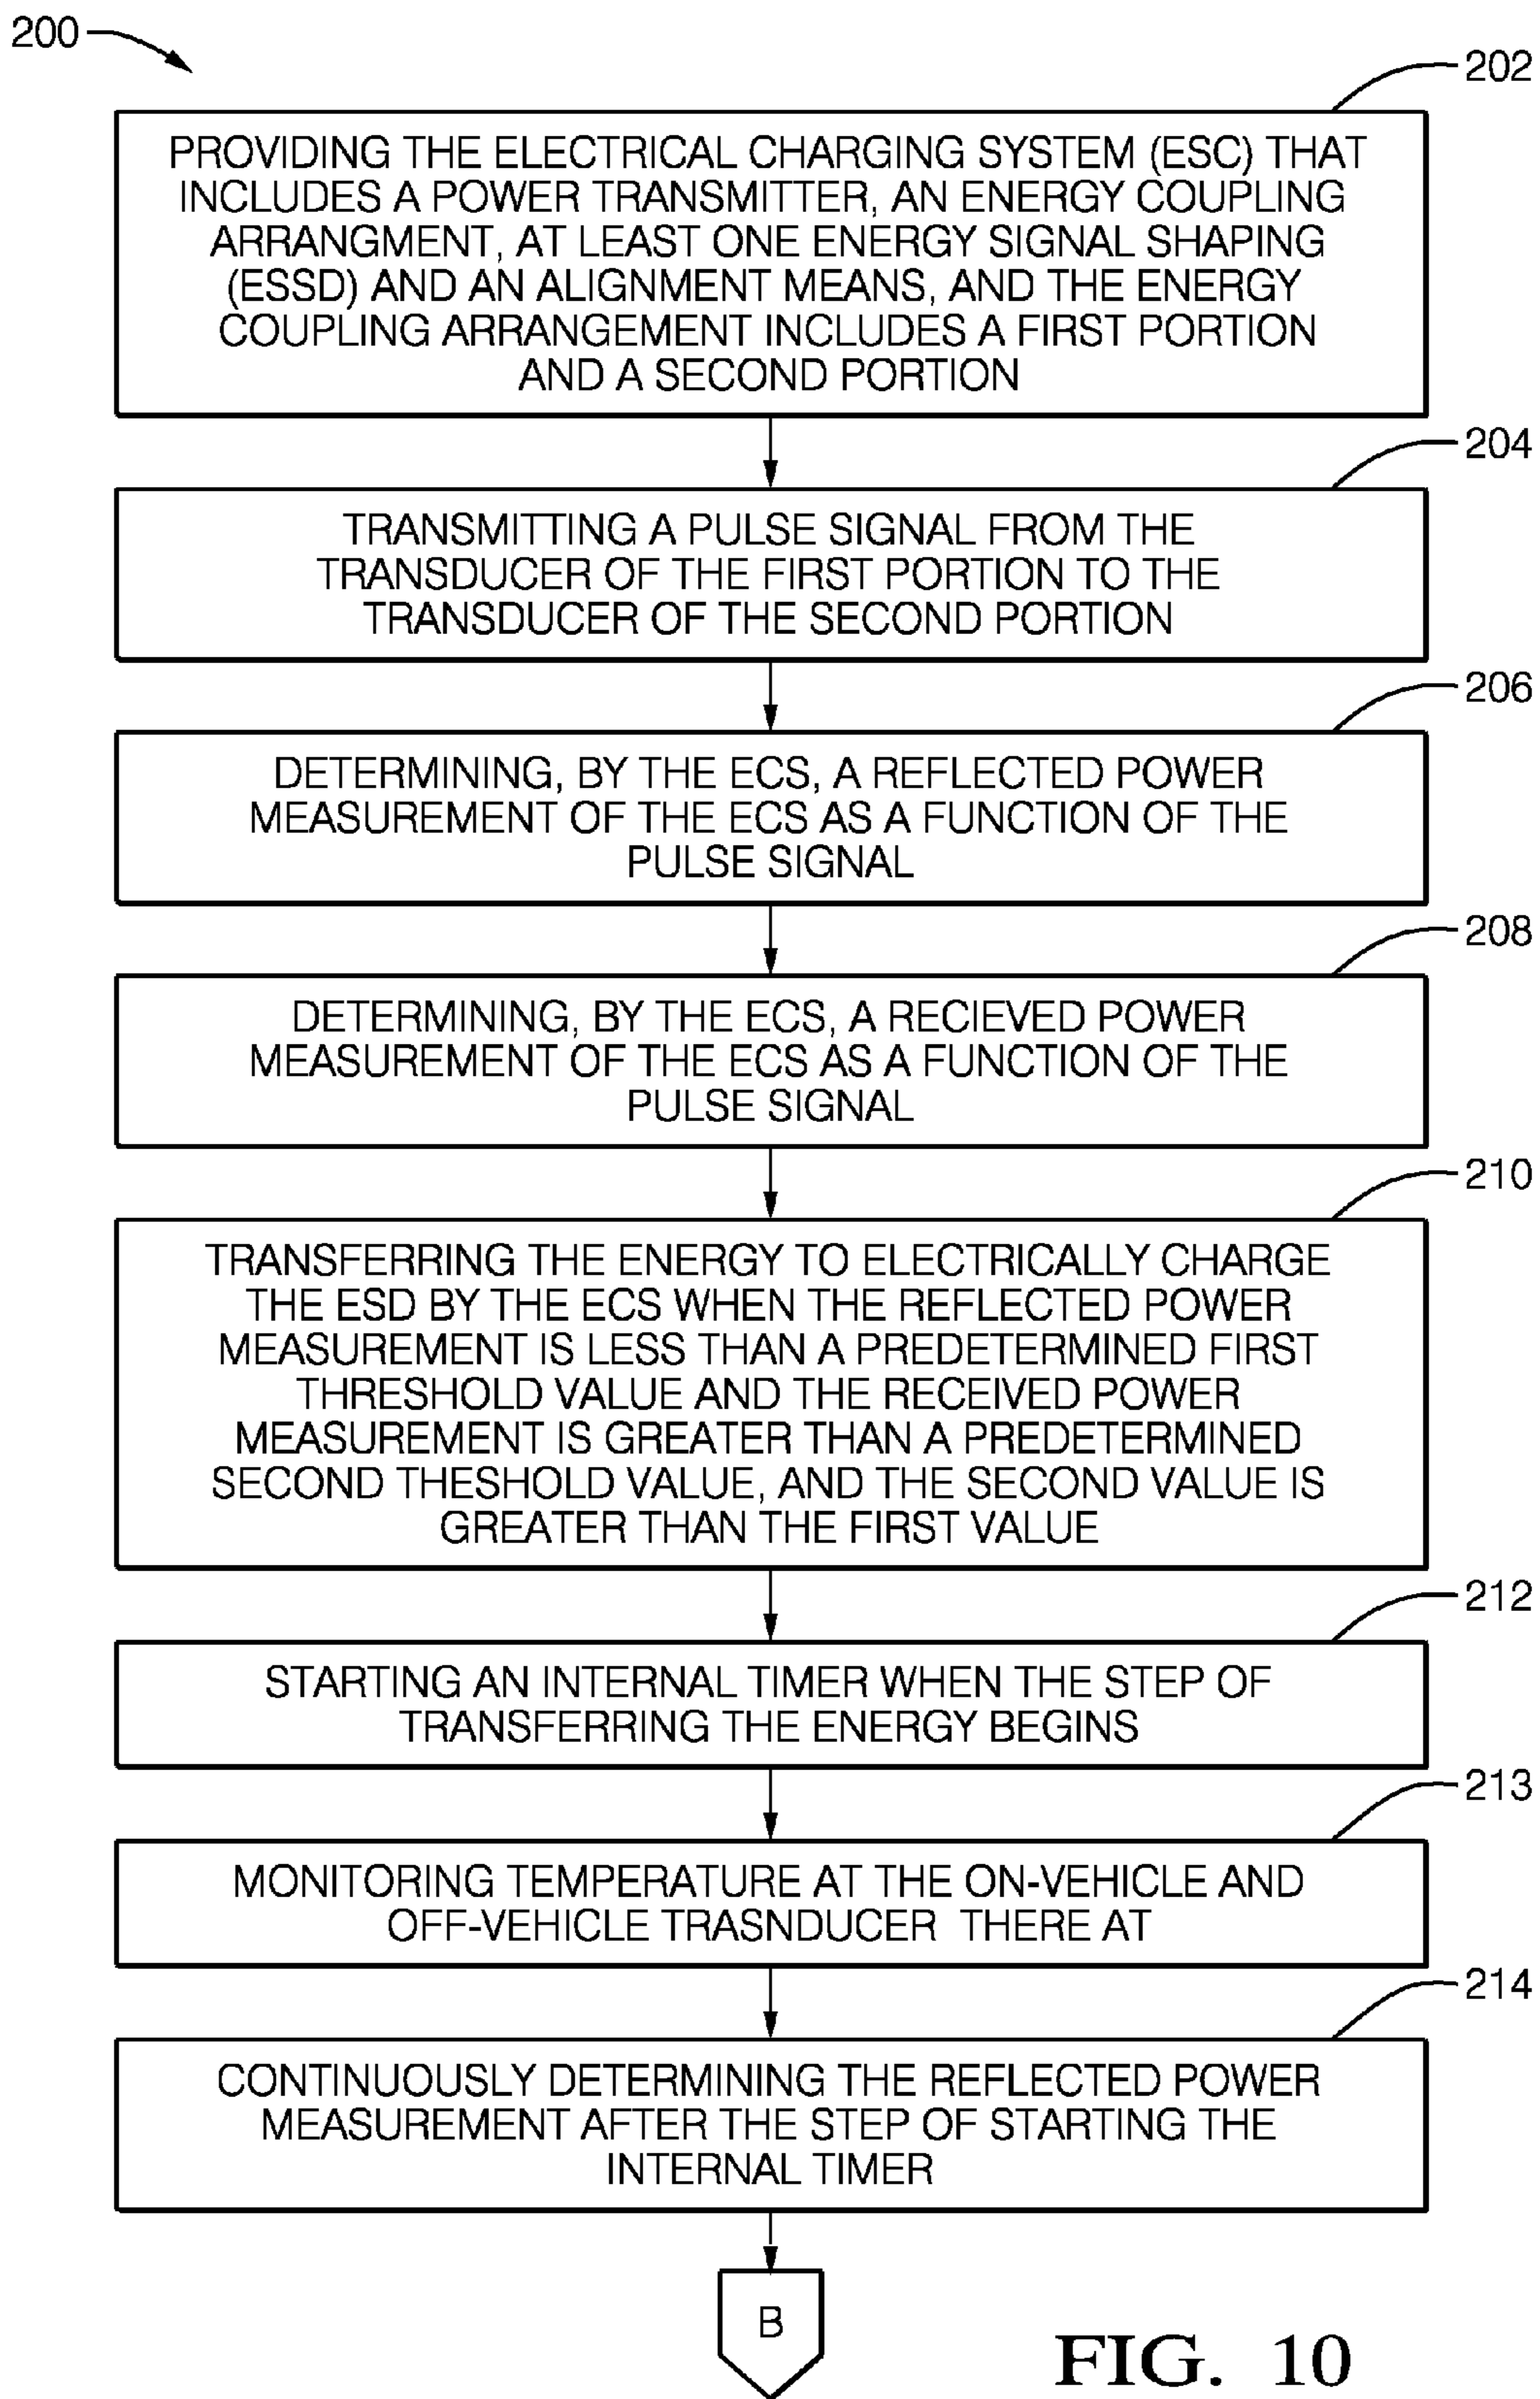 200
202
PROVIDING THE ELECTRICAL CHARGING SYSTEM (ESC) THAT
INCLUDES A POWER TRANSMITTER, AN ENERGY COUPLING
ARRANGMENT, AT LEAST ONE ENERGY SIGNAL SHAPING
(ESSD) AND AN ALIGNMENT MEANS, AND THE ENERGY
COUPLING ARRANGEMENT INCLUDES A FIRST PORTION
AND A SECOND PORTION
204
TRANSMITTING A PULSE SIGNAL FROM THE
TRANSDUCER OF THE FIRST PORTION TO THE
TRANSDUCER OF THE SECOND PORTION
206
DETERMINING, BY THE ECS, A REFLECTED POWER
MEASUREMENT OF THE ECS AS A FUNCTION OF THE
PULSE SIGNAL
208
DETERMINING, BY THE ECS, A RECIEVED POWER
MEASUREMENT OF THE ECS AS A FUNCTION OF THE
PULSE SIGNAL
210
TRANSFERRING THE ENERGY TO ELECTRICALLY CHARGE
THE ESD BY THE ECS WHEN THE REFLECTED POWER
MEASUREMENT IS LESS THAN A PREDETERMINED FIRST
THRESHOLD VALUE AND THE RECEIVED POWER
MEASUREMENT IS GREATER THAN A PREDETERMINED
SECOND THESHOLD VALUE, AND THE SECOND VALUE IS
GREATER THAN THE FIRST VALUE
212
STARTING AN INTERNAL TIMER WHEN THE STEP OF
TRANSFERRING THE ENERGY BEGINS
213
MONITORING TEMPERATURE AT THE ON-VEHICLE AND
OFF-VEHICLE TRASNDUCER THERE AT
214
CONTINUOUSLY DETERMINING THE REFLECTED POWER
MEASUREMENT AFTER THE STEP OF STARTING THE
INTERNAL TIMER
B
FIG. 10